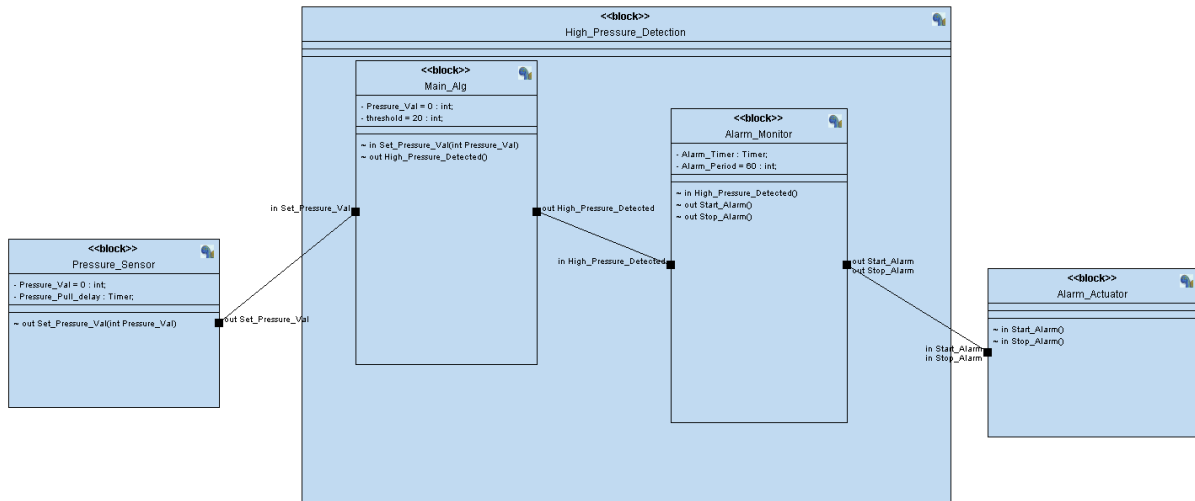 <<block>>
High_Pressure_Detection
<<block>>
Main_Alg
- Pressure_Val = 0 : int;
- threshold = 20 : int;
~ in Set_Pressure_Val(int Pressure_Val)
~ out High_Pressure_Detected()
in Set_Pressure_Val
out High_Pressure_Detected
<<block>>
Alarm_Monitor
- Alarm_Timer : Timer;
- Alarm_Period = 60 : int;
~ in High_Pressure_Detected()
~ out Start_Alarm()
~ out Stop_Alarm()
in High_Pressure_Detected
out Start_Alarm
out Stop_Alarm
<<block>>
Pressure_Sensor
- Pressure_Val = 0 : int;
- Pressure_Pull_delay : Timer;
~ out Set_Pressure_Val(int Pressure_Val)
out Set_Pressure_Val
<<block>>
Alarm_Actuator
~ in Start_Alarm()
~ in Stop_Alarm()
in Start_Alarm
in Stop_Alarm